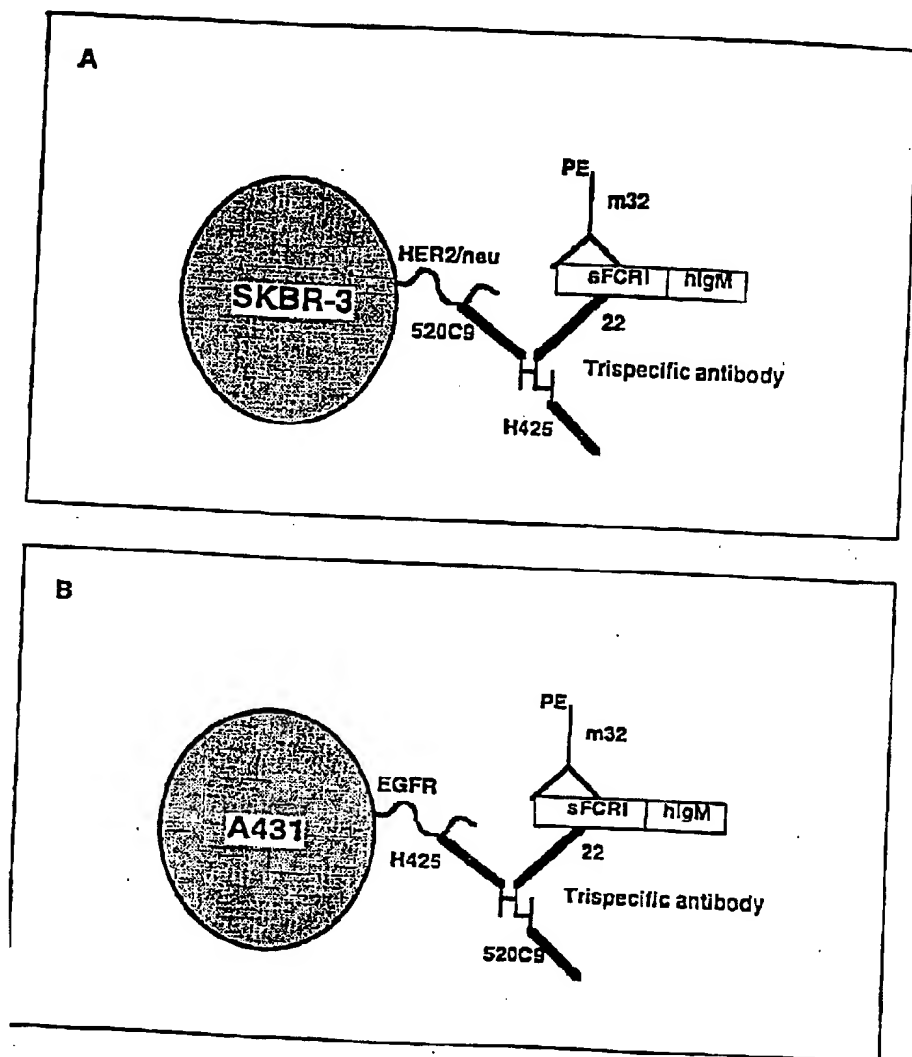 A
PE
m32
HER2/neu
sFCRI hIgM
SKBR-3
520C9
22
Trispecific antibody
H425
B
PE
m32
EGFR
sFCRI hIgM
A431
H425
22
Trispecific antibody
520C9